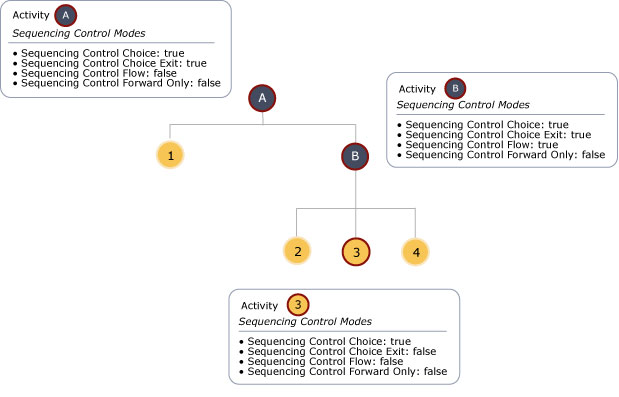 Activity A
Sequencing Control Modes
• Sequencing Control Choice: true
• Sequencing Control Choice Exit: true
• Sequencing Control Flow: false
• Sequencing Control Forward Only: false
Activity B
Sequencing Control Modes
• Sequencing Control Choice: true
• Sequencing Control Choice Exit: true
• Sequencing Control Flow: true
• Sequencing Control Forward Only: false
A
1
B
2
3
4
Activity 3
Sequencing Control Modes
• Sequencing Control Choice: true
• Sequencing Control Choice Exit: false
• Sequencing Control Flow: false
• Sequencing Control Forward Only: false